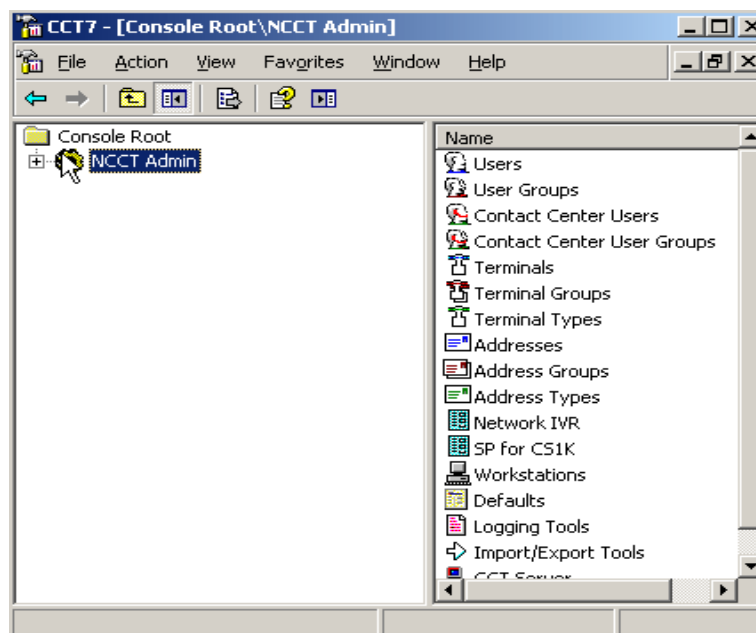 CCT7 - [Console Root\NCCT Admin]
File Action View Favorites Window Help
Console Root
NCCT Admin
Name
Users
User Groups
Contact Center Users
Contact Center User Groups
Terminals
Terminal Groups
Terminal Types
Addresses
Address Groups
Address Types
Network IVR
SP for CS1K
Workstations
Defaults
Logging Tools
Import/Export Tools
CCT Server